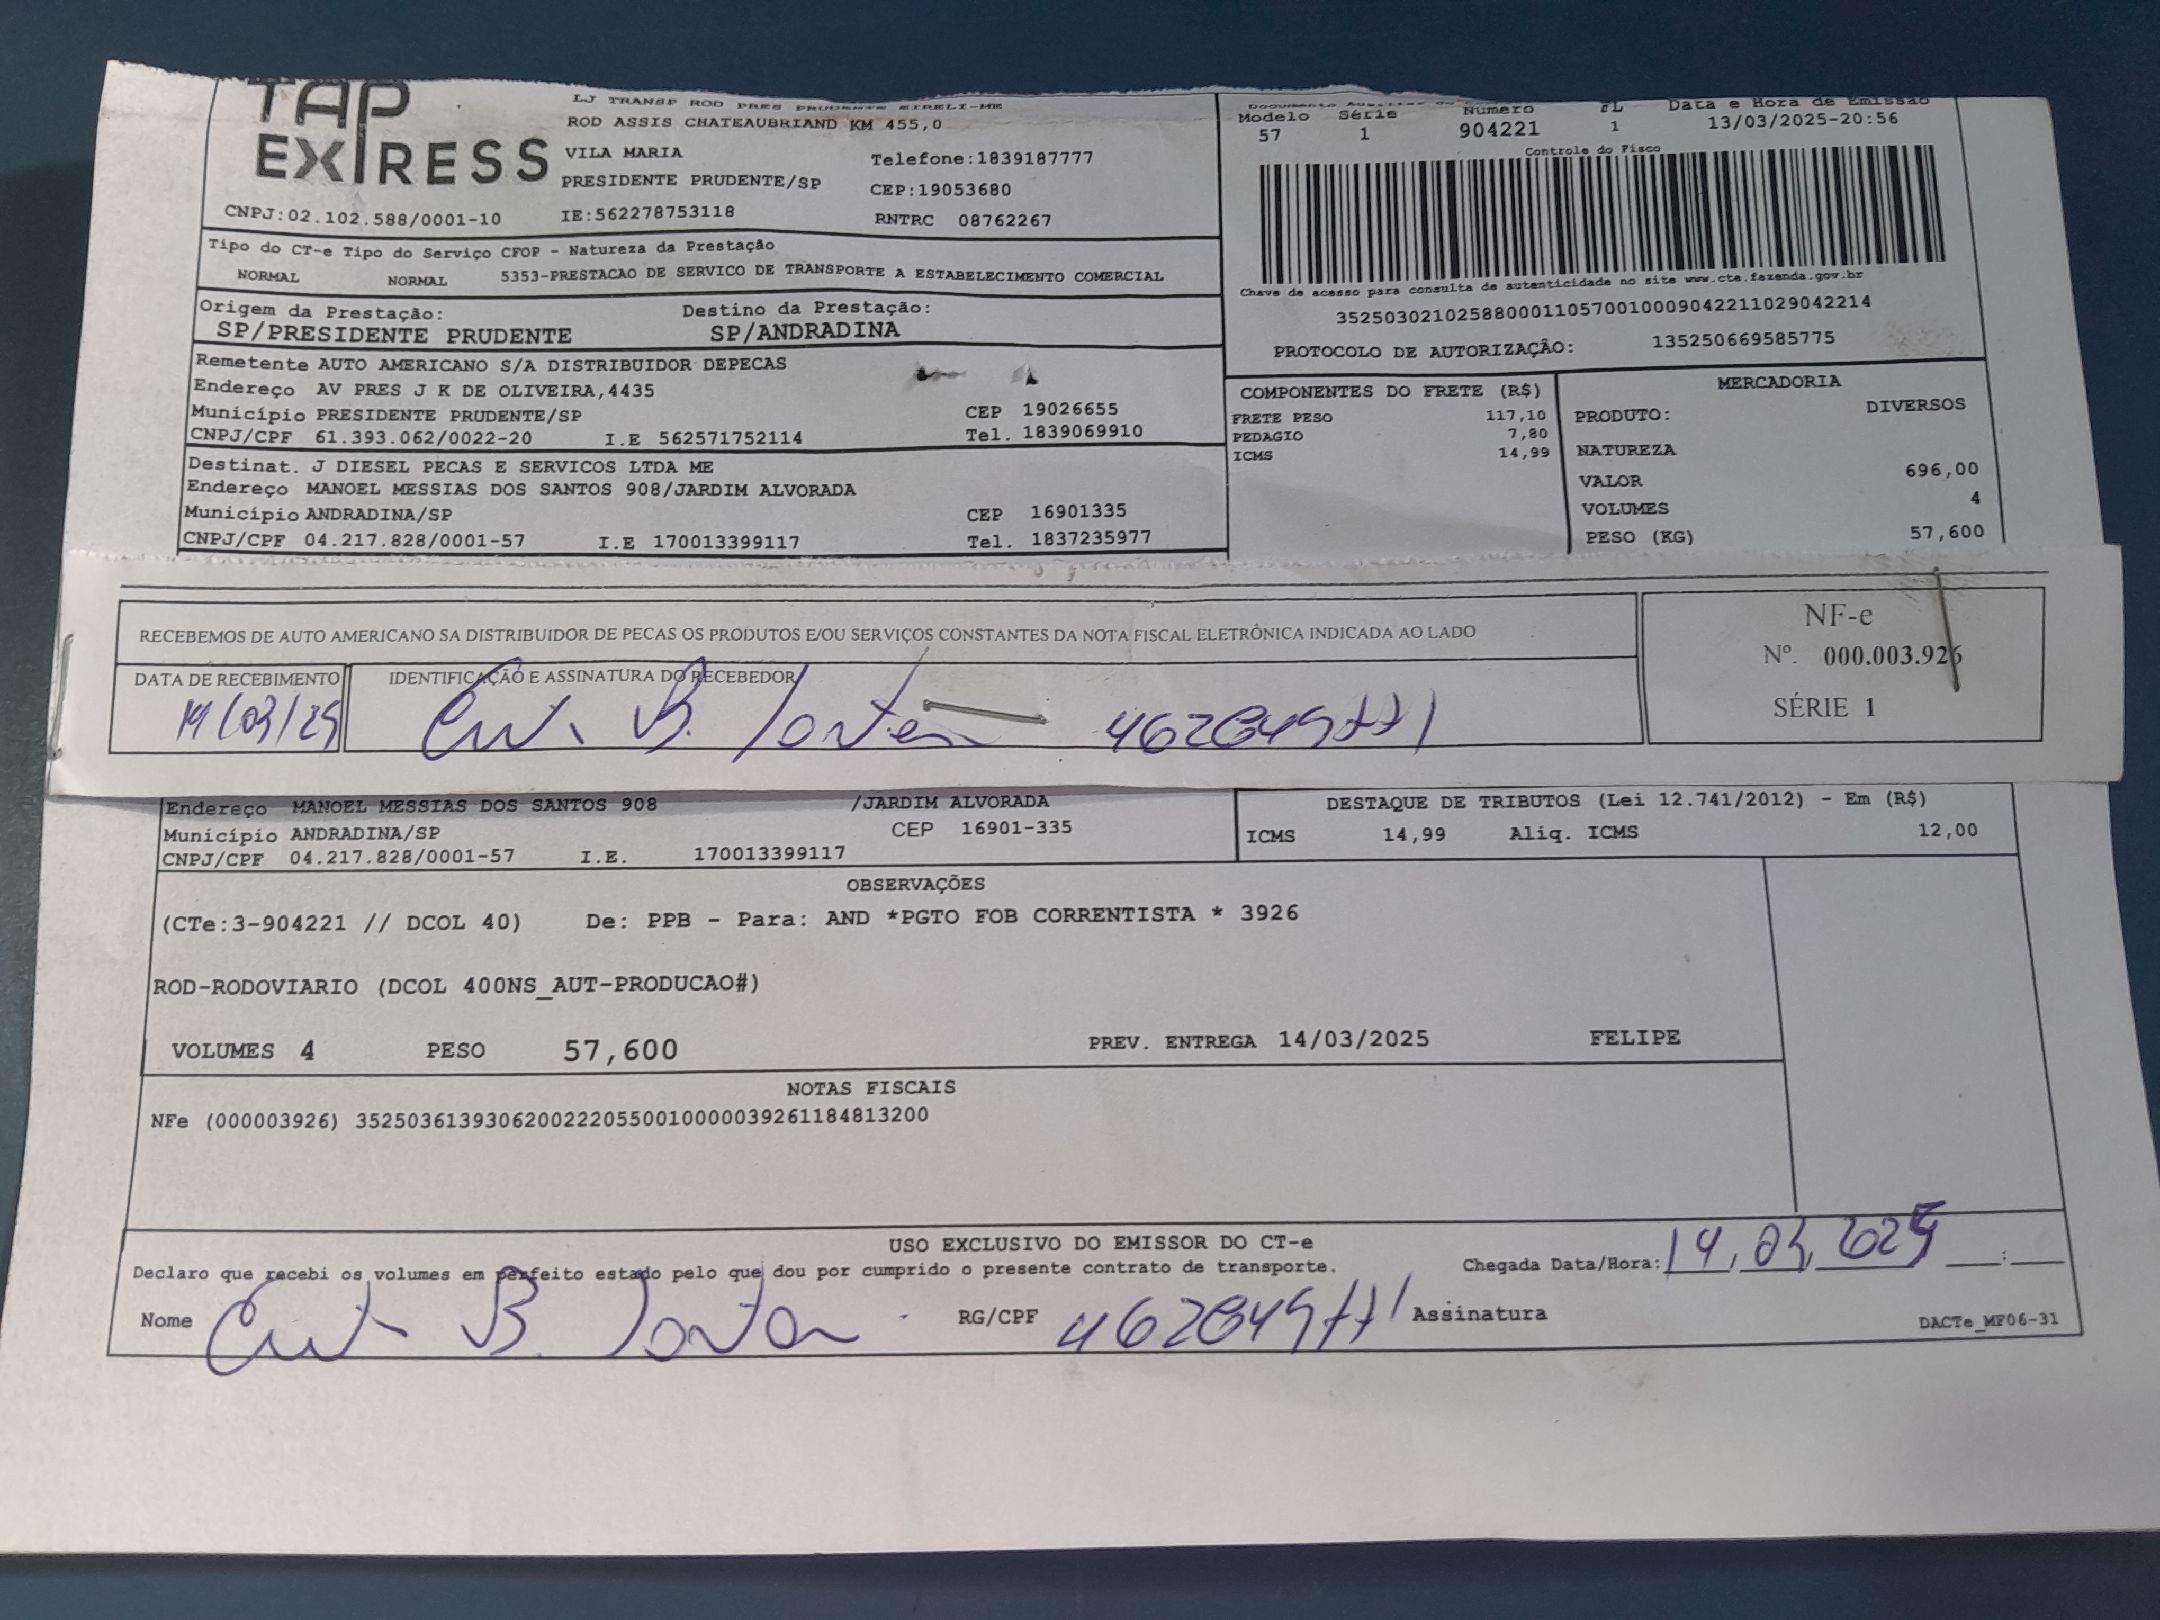 TAP
EXPRESS
LJ TRANSP ROD PRES PRUDENTE EIRELI-ME
ROD ASSIS CHATEAUBRIAND KM 455,0
VILA MARIA Telefone:1839187777
PRESIDENTE PRUDENTE/SP CEP:19053680
CNPJ:02.102.588/0001-10 IE:562278753118 RNTRC 08762267
Modelo Série Número FL Data e Hora de Emissão
57 1 904221 1 13/03/2025-20:56
Controle do Fisco
Chave de acesso para consulta de autenticidade no site www.cte.fazenda.gov.br
35250302102588000110570010009042211029042214
PROTOCOLO DE AUTORIZAÇÃO: 135250669585775
Tipo do CT-e Tipo do Serviço CFOP - Natureza da Prestação
NORMAL NORMAL 5353-PRESTACAO DE SERVICO DE TRANSPORTE A ESTABELECIMENTO COMERCIAL
Origem da Prestação: Destino da Prestação:
SP/PRESIDENTE PRUDENTE SP/ANDRADINA
Remetente AUTO AMERICANO S/A DISTRIBUIDOR DEPECAS
Endereço AV PRES J K DE OLIVEIRA,4435
Município PRESIDENTE PRUDENTE/SP CEP 19026655
CNPJ/CPF 61.393.062/0022-20 I.E 562571752114 Tel. 1839069910
Destinat. J DIESEL PECAS E SERVICOS LTDA ME
Endereço MANOEL MESSIAS DOS SANTOS 908/JARDIM ALVORADA
Município ANDRADINA/SP CEP 16901335
CNPJ/CPF 04.217.828/0001-57 I.E 170013399117 Tel. 1837235977
COMPONENTES DO FRETE (R$)
FRETE PESO 117,10
PEDAGIO 7,80
ICMS 14,99
MERCADORIA
PRODUTO: DIVERSOS
NATUREZA
VALOR 696,00
VOLUMES 4
PESO (KG) 57,600
RECEBEMOS DE AUTO AMERICANO SA DISTRIBUIDOR DE PECAS OS PRODUTOS E/OU SERVIÇOS CONSTANTES DA NOTA FISCAL ELETRÔNICA INDICADA AO LADO
DATA DE RECEBIMENTO IDENTIFICAÇÃO E ASSINATURA DO RECEBEDOR
14/03/25 B.
NF-e
Nº. 000.003.926
SÉRIE 1
Endereço MANOEL MESSIAS DOS SANTOS 908 /JARDIM ALVORADA
Município ANDRADINA/SP CEP 16901-335
CNPJ/CPF 04.217.828/0001-57 I.E. 170013399117
DESTAQUE DE TRIBUTOS (Lei 12.741/2012) - Em (R$)
ICMS 14,99 Aliq. ICMS 12,00
OBSERVAÇÕES
(CTe:3-904221 // DCOL 40) De: PPB - Para: AND *PGTO FOB CORRENTISTA * 3926
ROD-RODOVIARIO (DCOL 400NS_AUT-PRODUCAO#)
VOLUMES 4 PESO 57,600 PREV. ENTREGA 14/03/2025 FELIPE
NOTAS FISCAIS
NFe (000003926) 35250361393062002220550010000039261184813200
USO EXCLUSIVO DO EMISSOR DO CT-e
Declaro que recebi os volumes em perfeito estado pelo que dou por cumprido o presente contrato de transporte. Chegada Data/Hora: 14, 03, 2025 :
Nome B. RG/CPF Assinatura
DACTe_MF06-31